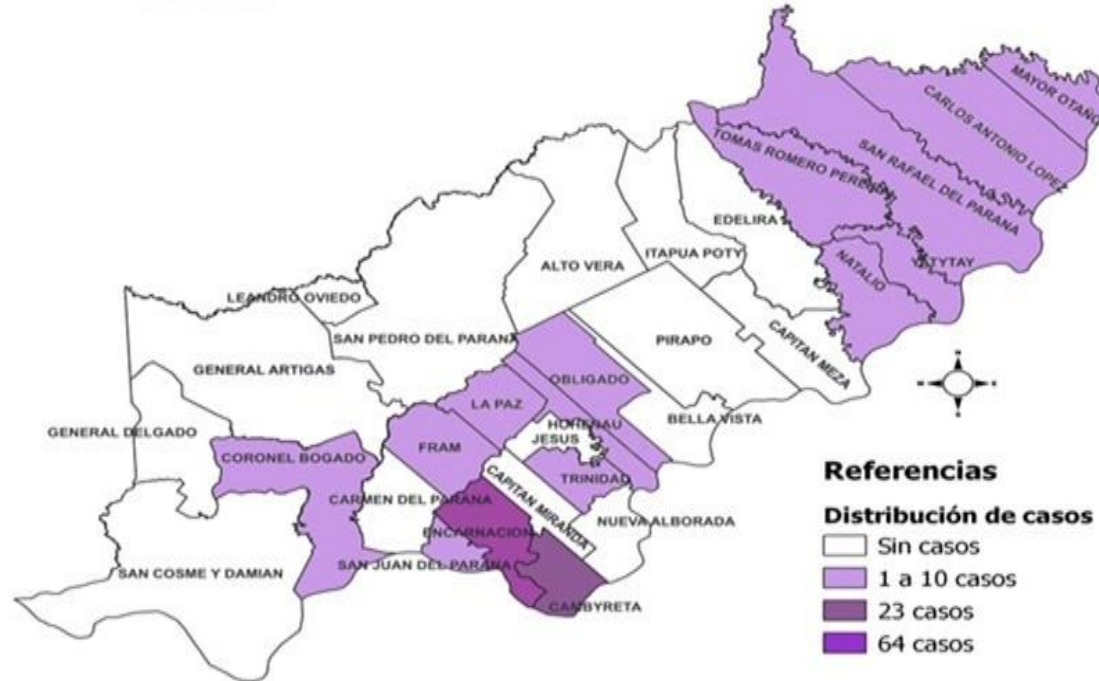 MAYOR OTAÑO
CARLOS ANTONIO LOPEZ
SAN RAFAEL DEL PARANA
TOMAS ROMERO PEREIRA
YATYTAY
NATALIO
EDELIRA
ITAPUA POTY
ALTO VERA
CAPITAN MEZA
PIRAPO
LEANDRO OVIEDO
SAN PEDRO DEL PARANA
GENERAL ARTIGAS
OBLIGADO
BELLA VISTA
LA PAZ
HOHENAU
JESUS
GENERAL DELGADO
FRAM
CORONEL BOGADO
TRINIDAD
CAPITAN MIRANDA
CARMEN DEL PARANA
NUEVA ALBORADA
ENCARNACION
SAN JUAN DEL PARANA
SAN COSME Y DAMIAN
CAMBYRETA
N
Referencias
Distribución de casos
Sin casos
1 a 10 casos
23 casos
64 casos